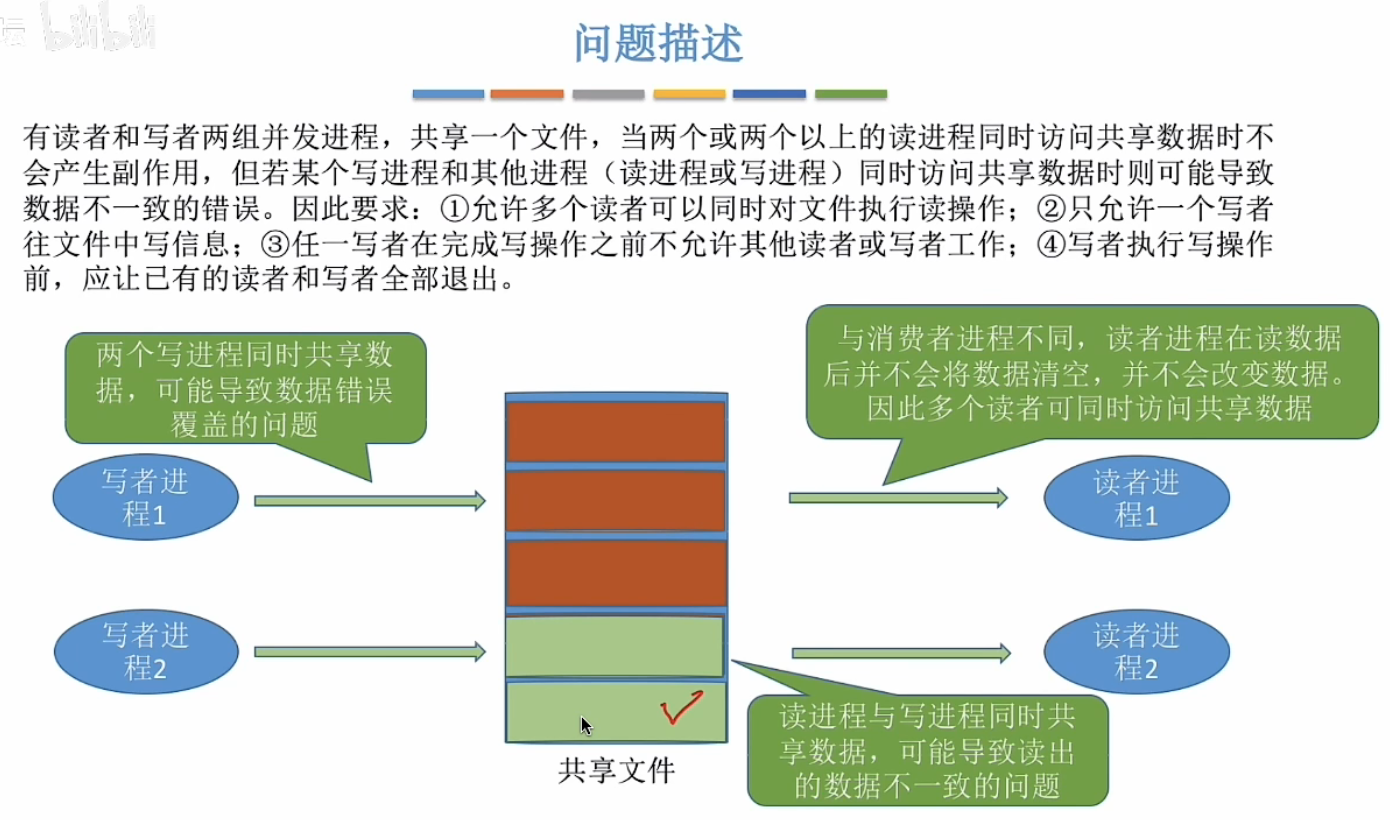 坛 bilibili
问题描述
有读者和写者两组并发进程，共享一个文件，当两个或两个以上的读进程同时访问共享数据时不
会产生副作用，但若某个写进程和其他进程（读进程或写进程）同时访问共享数据时则可能导致
数据不一致的错误。因此要求：①允许多个读者可以同时对文件执行读操作；②只允许一个写者
往文件中写信息；③任一写者在完成写操作之前不允许其他读者或写者工作；④写者执行写操作
前，应让已有的读者和写者全部退出。
两个写进程同时共享数
据，可能导致数据错误
覆盖的问题
与消费者进程不同，读者进程在读数据
后并不会将数据清空，并不会改变数据。
因此多个读者可同时访问共享数据
写者进
程1
读者进
程1
写者进
程2
读者进
程2
读进程与写进程同时共
享数据，可能导致读出
的数据不一致的问题
共享文件